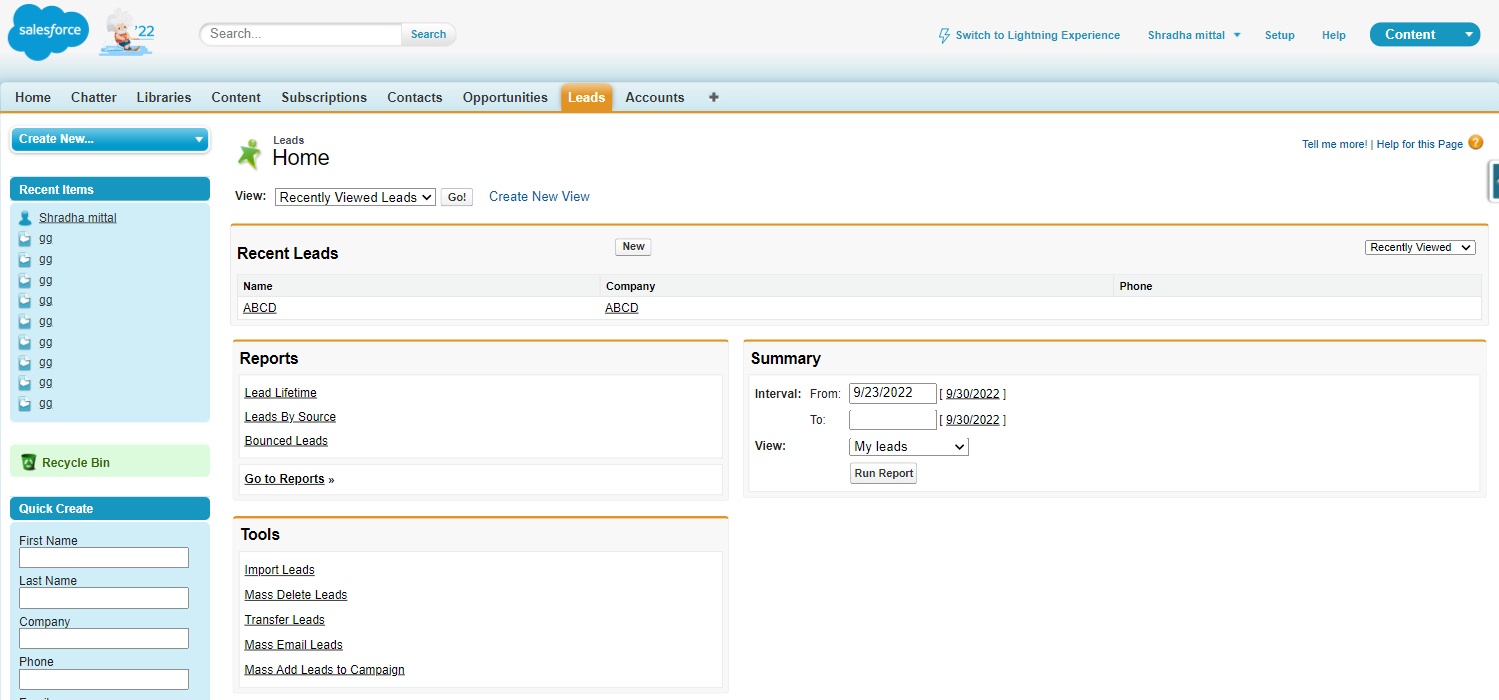 salesforce
'22
Search...
Search
Switch to Lightning Experience
Shradha mittal
Setup
Help
Content
Home Chatter Libraries Content Subscriptions Contacts Opportunities Leads Accounts +
Create New...
Recent Items
Shradha mittal
gg
gg
gg
gg
gg
gg
gg
gg
gg
Recycle Bin
Quick Create
First Name
Last Name
Company
Phone
Leads
Home
Tell me more! | Help for this Page ?
View: Recently Viewed Leads Go! Create New View
Recent Leads New Recently Viewed
Name Company Phone
ABCD ABCD
Reports
Lead Lifetime
Leads By Source
Bounced Leads
Go to Reports »
Summary
Interval: From: 9/23/2022 [ 9/30/2022 ]
To: [ 9/30/2022 ]
View: My leads
Run Report
Tools
Import Leads
Mass Delete Leads
Transfer Leads
Mass Email Leads
Mass Add Leads to Campaign